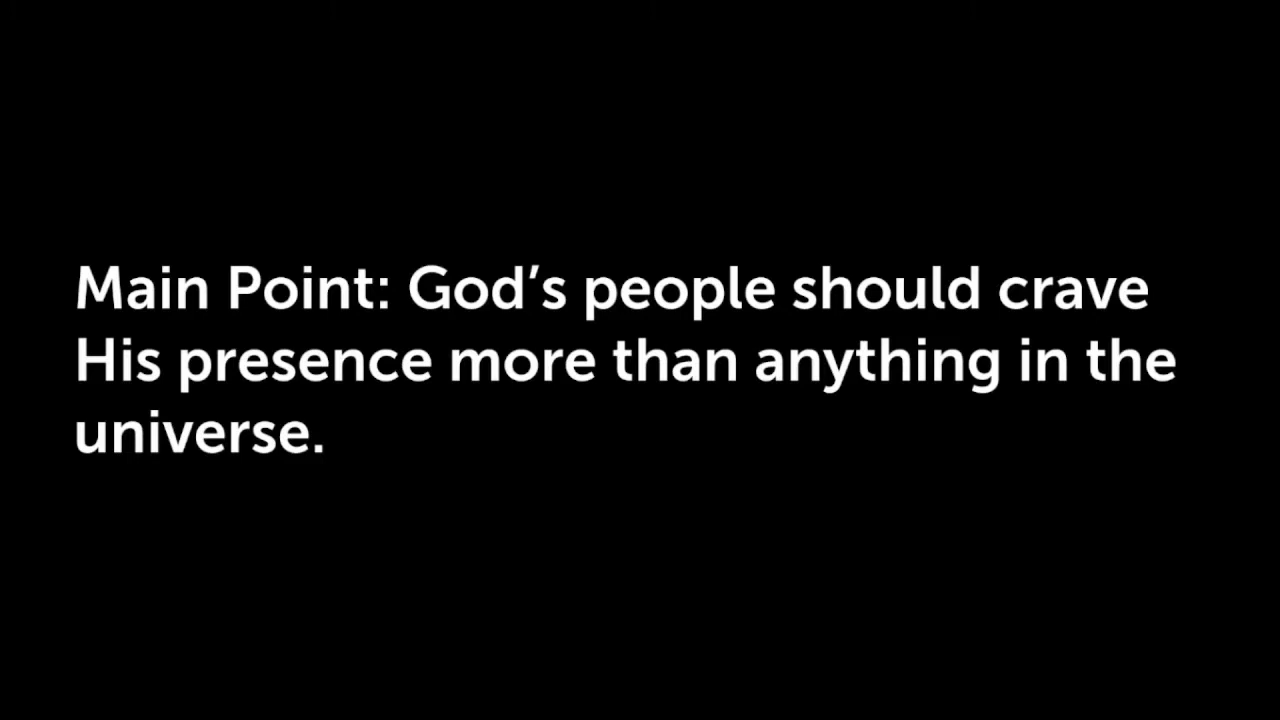 Main Point: God’s people should crave
His presence more than anything in the
universe.